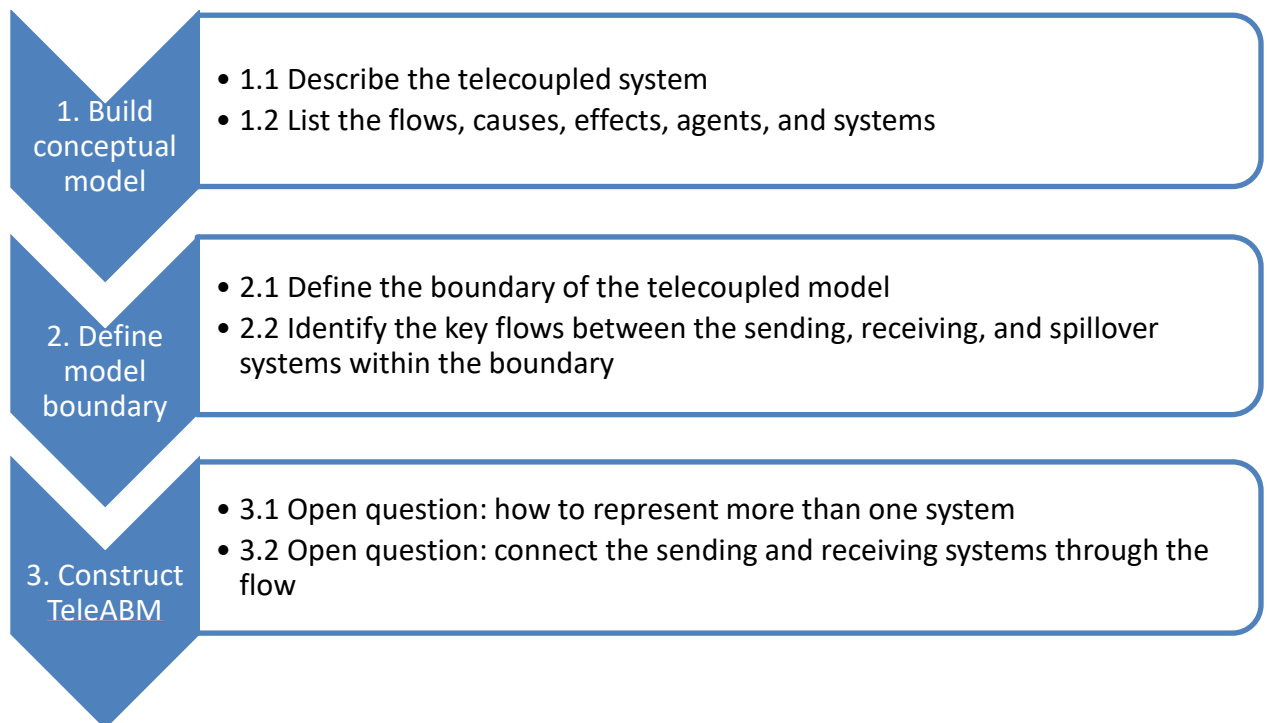 1. Build
conceptual
model
• 1.1 Describe the telecoupled system
• 1.2 List the flows, causes, effects, agents, and systems
2. Define
model
boundary
• 2.1 Define the boundary of the telecoupled model
• 2.2 Identify the key flows between the sending, receiving, and spillover
systems within the boundary
3. Construct
TeleABM
• 3.1 Open question: how to represent more than one system
• 3.2 Open question: connect the sending and receiving systems through the
flow